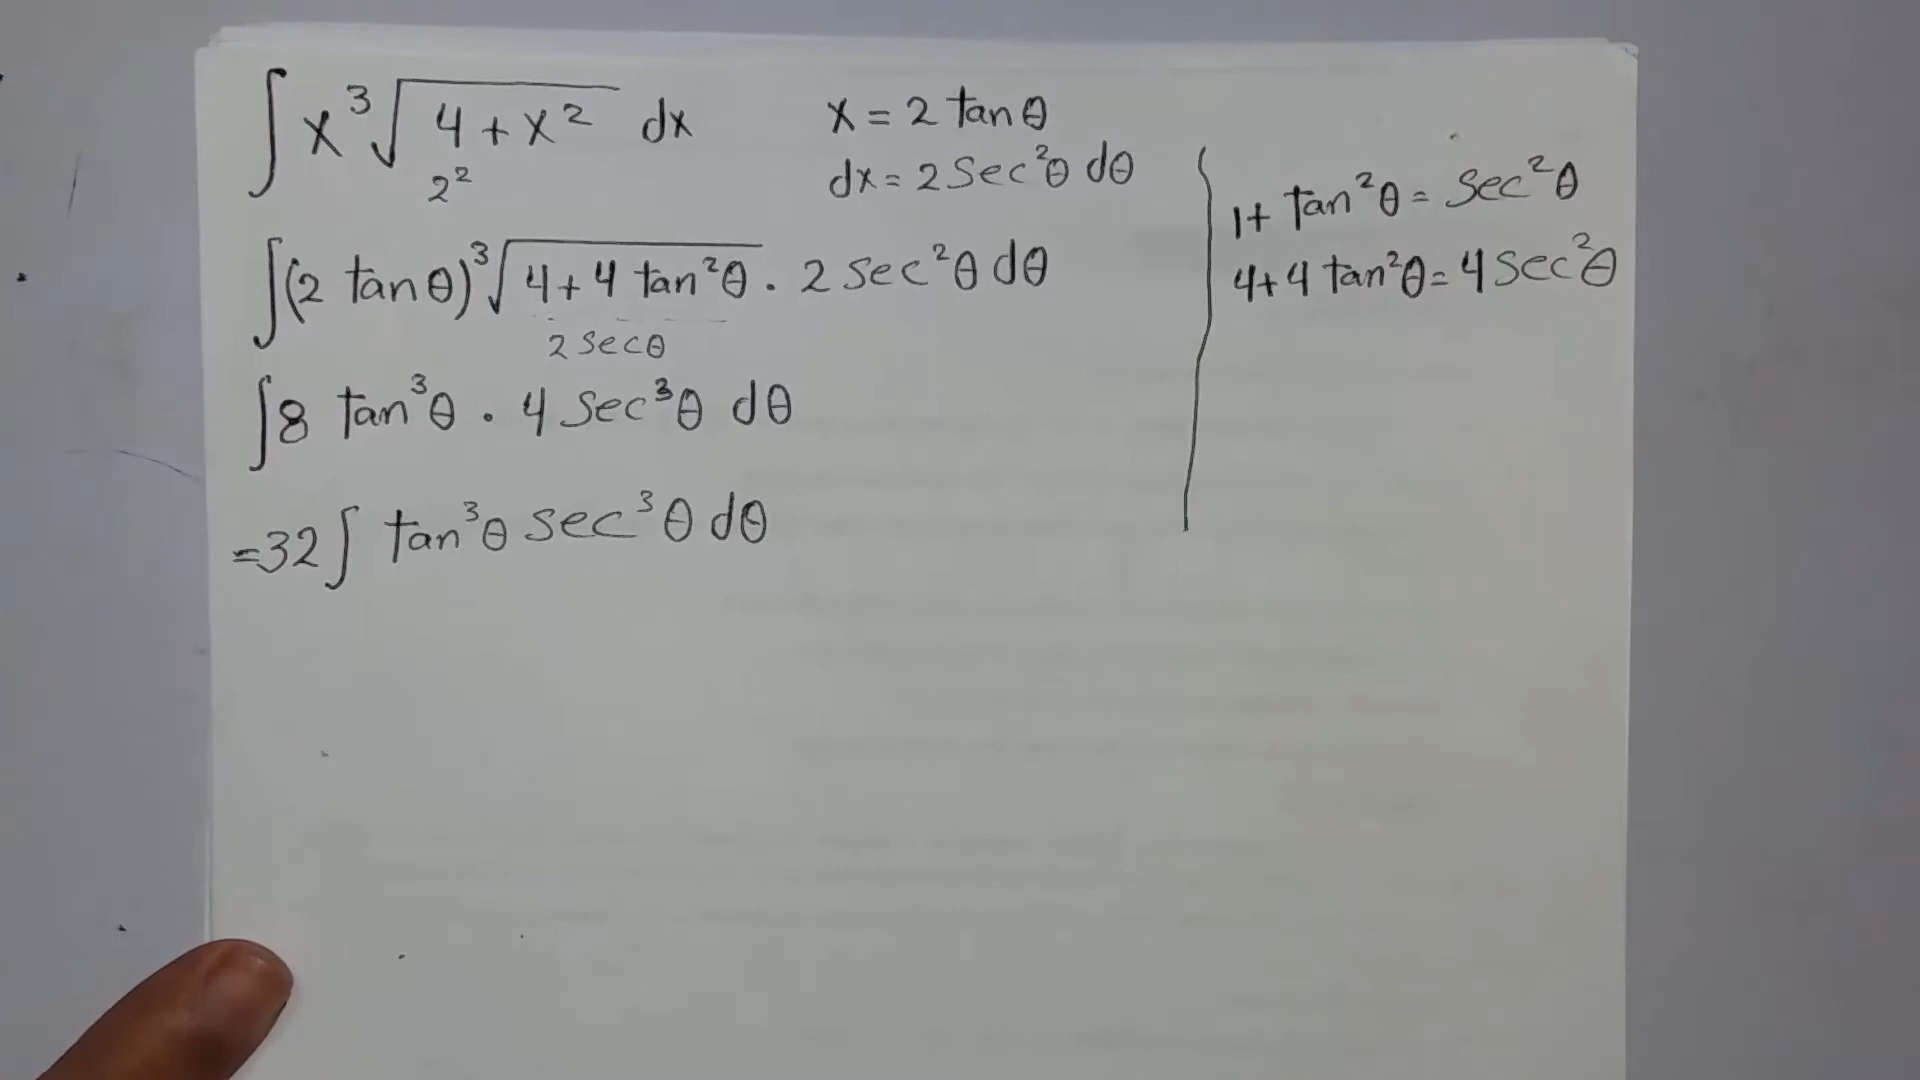 ∫ x³√(4 + x²) dx
2²
x = 2 tan θ
dx = 2 sec²θ dθ
∫(2 tan θ)³√(4 + 4 tan²θ) · 2 sec²θ dθ
2 sec θ
∫ 8 tan³θ · 4 sec³θ dθ
= 32 ∫ tan³θ sec³θ dθ
1 + tan²θ = sec²θ
4 + 4 tan²θ = 4 sec²θ